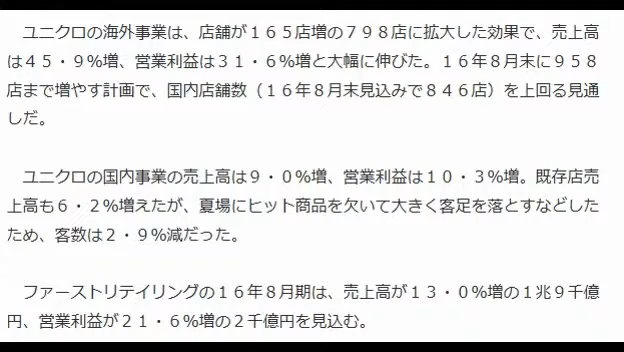 ユニクロの海外事業は、店舗が１６５店増の７９８店に拡大した効果で、売上高
は４５・９％増、営業利益は３１・６％増と大幅に伸びた。１６年８月末に９５８
店まで増やす計画で、国内店舗数（１６年８月末見込みで８４６店）を上回る見通
しだ。
ユニクロの国内事業の売上高は９・０％増、営業利益は１０・３％増。既存店売
上高も６・２％増えたが、夏場にヒット商品を欠いて大きく客足を落とすなどした
ため、客数は２・９％減だった。
ファーストリテイリングの１６年８月期は、売上高が１３・０％増の１兆９千億
円、営業利益が２１・６％増の２千億円を見込む。